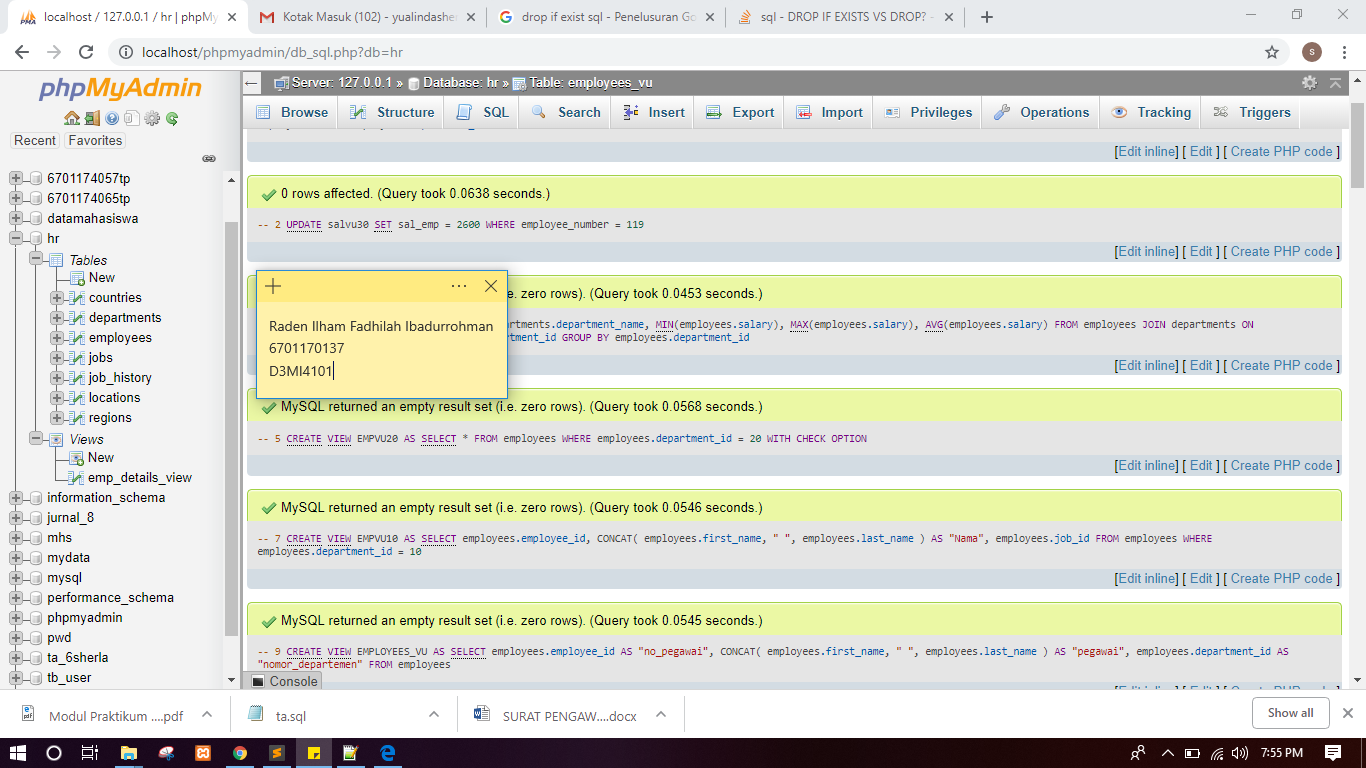 localhost / 127.0.0.1 / hr | phpMy
Kotak Masuk (102) - yualindasher
drop if exist sql - Penelusuran Go
sql - DROP IF EXISTS VS DROP? -
localhost/phpmyadmin/db_sql.php?db=hr
S
phpMyAdmin
Recent
Favorites
6701174057tp
6701174065tp
datamahasiswa
hr
Tables
New
countries
departments
employees
jobs
job_history
locations
regions
Views
New
emp_details_view
information_schema
jurnal_8
mhs
mydata
mysql
performance_schema
phpmyadmin
pwd
ta_6sherla
tb_user
Server: 127.0.0.1 » Database: hr » Table: employees_vu
Browse Structure SQL Search Insert Export Import Privileges Operations Tracking Triggers
[Edit inline] [ Edit ] [ Create PHP code ]
0 rows affected. (Query took 0.0638 seconds.)
-- 2 UPDATE salvu30 SET sal_emp = 2600 WHERE employee_number = 119
[Edit inline] [ Edit ] [ Create PHP code ]
e. zero rows). (Query took 0.0453 seconds.)
artments.department_name, MIN(employees.salary), MAX(employees.salary), AVG(employees.salary) FROM employees JOIN departments ON
rtment_id GROUP BY employees.department_id
[Edit inline] [ Edit ] [ Create PHP code ]
Raden Ilham Fadhilah Ibadurrohman
6701170137
D3MI4101
MySQL returned an empty result set (i.e. zero rows). (Query took 0.0568 seconds.)
-- 5 CREATE VIEW EMPVU20 AS SELECT * FROM employees WHERE employees.department_id = 20 WITH CHECK OPTION
[Edit inline] [ Edit ] [ Create PHP code ]
MySQL returned an empty result set (i.e. zero rows). (Query took 0.0546 seconds.)
-- 7 CREATE VIEW EMPVU10 AS SELECT employees.employee_id, CONCAT( employees.first_name, " ", employees.last_name ) AS "Nama", employees.job_id FROM employees WHERE
employees.department_id = 10
[Edit inline] [ Edit ] [ Create PHP code ]
MySQL returned an empty result set (i.e. zero rows). (Query took 0.0545 seconds.)
-- 9 CREATE VIEW EMPLOYEES_VU AS SELECT employees.employee_id AS "no_pegawai", CONCAT( employees.first_name, " ", employees.last_name ) AS "pegawai", employees.department_id AS
"nomor_departemen" FROM employees
Console
Modul Praktikum ....pdf
ta.sql
SURAT PENGAW....docx
Show all
7:55 PM